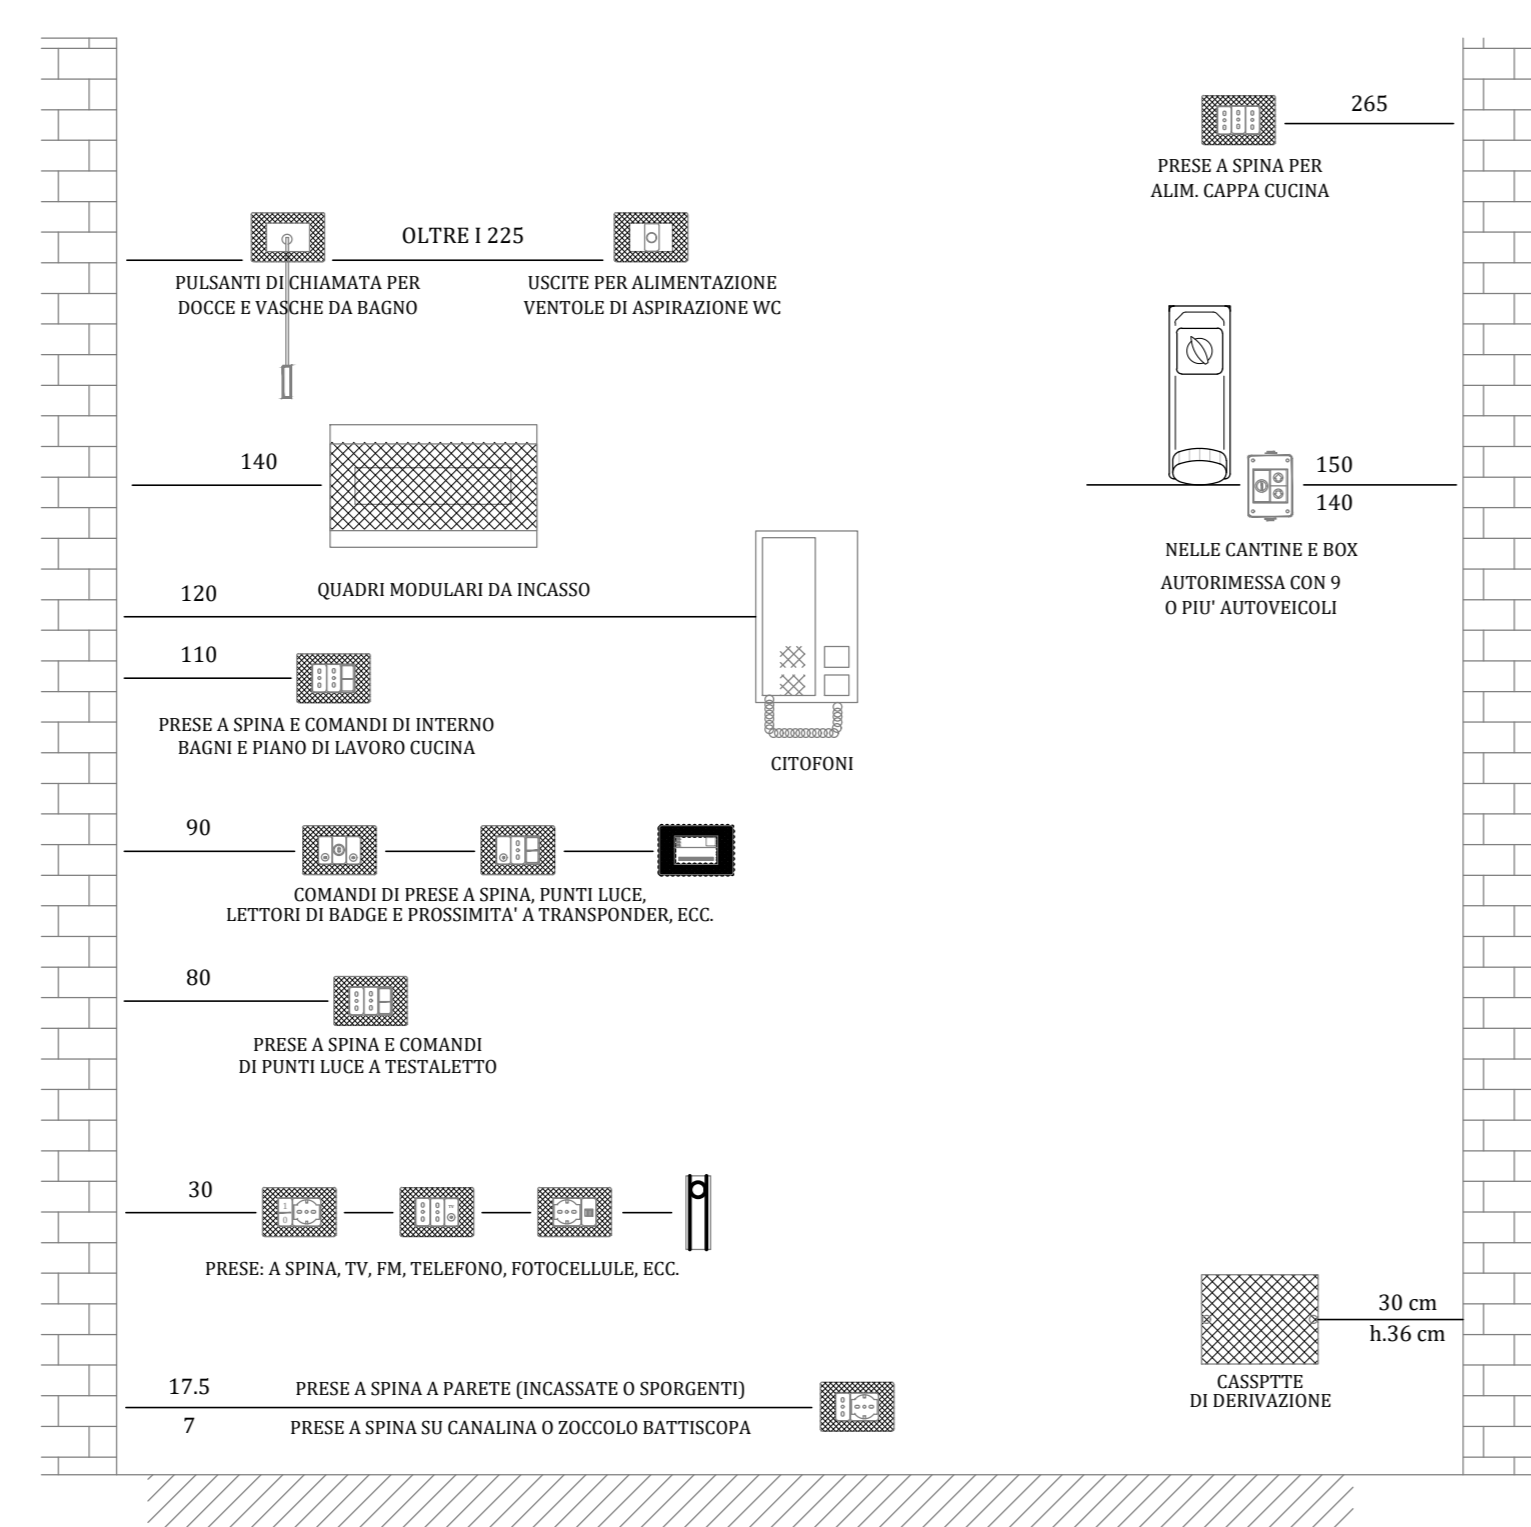 265
PRESE A SPINA PER
ALIM. CAPPA CUCINA
OLTRE I 225
PULSANTI DI CHIAMATA PER
DOCCE E VASCHE DA BAGNO
USCITE PER ALIMENTAZIONE
VENTOLE DI ASPIRAZIONE WC
140
QUADRI MODULARI DA INCASSO
150
140
NELLE CANTINE E BOX
AUTORIMESSA CON 9
O PIU' AUTOVEICOLI
120
CITOFONI
110
PRESE A SPINA E COMANDI DI INTERNO
BAGNI E PIANO DI LAVORO CUCINA
90
COMANDI DI PRESE A SPINA, PUNTI LUCE,
LETTORI DI BADGE E PROSSIMITA' A TRANSPONDER, ECC.
80
PRESE A SPINA E COMANDI
DI PUNTI LUCE A TESTALETTO
30
1
0
PRESE: A SPINA, TV, FM, TELEFONO, FOTOCELLULE, ECC.
30 cm
h.36 cm
CASSPTTE
DI DERIVAZIONE
17.5
PRESE A SPINA A PARETE (INCASSATE O SPORGENTI)
7
PRESE A SPINA SU CANALINA O ZOCCOLO BATTISCOPA